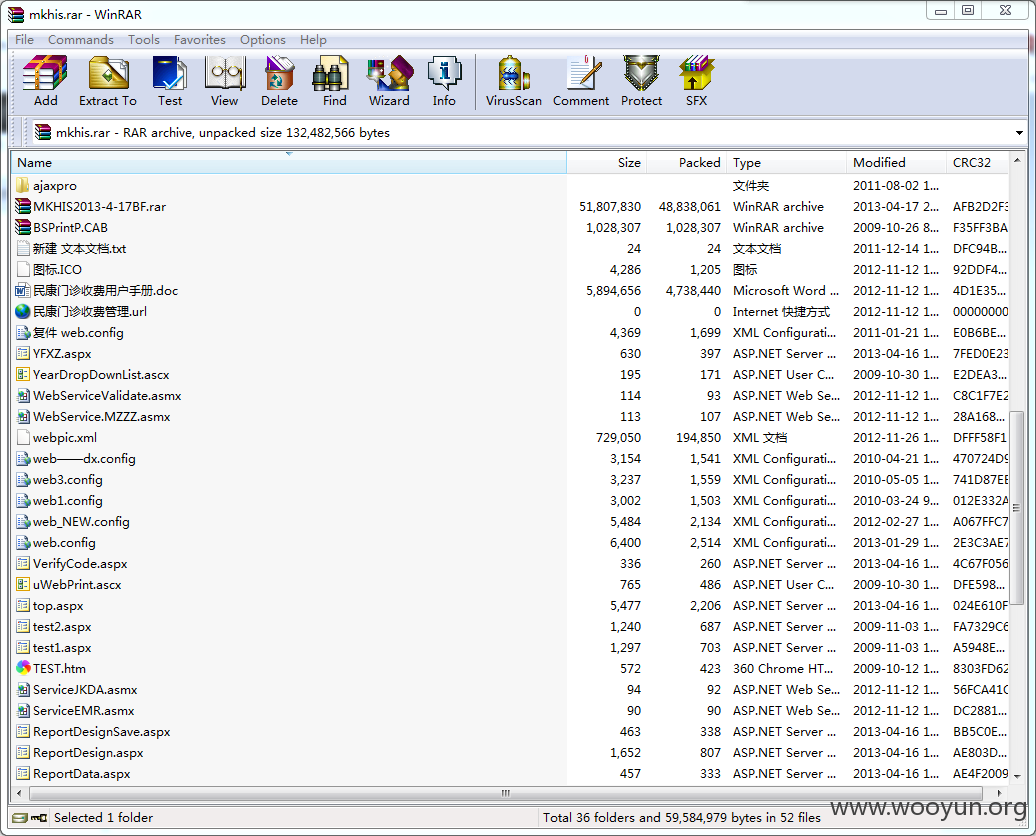 mkhis.rar - WinRAR
File Commands Tools Favorites Options Help
Add Extract To Test View Delete Find Wizard Info VirusScan Comment Protect SFX
mkhis.rar - RAR archive, unpacked size 132,482,566 bytes
Name Size Packed Type Modified CRC32
ajaxpro 文件夹 2011-08-02 1...
MKHIS2013-4-17BF.rar 51,807,830 48,838,061 WinRAR archive 2013-04-17 2... AFB2D2F3
BSPrintP.CAB 1,028,307 1,028,307 WinRAR archive 2009-10-26 8... F35FF3BA
新建 文本文档.txt 24 24 文本文档 2011-12-14 1... DFC94B...
图标.ICO 4,286 1,205 图标 2012-11-12 1... 92DDF4...
民康门诊收费用户手册.doc 5,894,656 4,738,440 Microsoft Word ... 2012-11-12 1... 4D1E35...
民康门诊收费管理.url 0 0 Internet 快捷方式 2012-11-12 1... 00000000
复件 web.config 4,369 1,699 XML Configurati... 2011-01-21 1... E0B6BE...
YFXZ.aspx 630 397 ASP.NET Server ... 2013-04-16 1... 7FED0E23
YearDropDownList.ascx 195 171 ASP.NET User C... 2009-10-30 1... E2DEA3...
WebServiceValidate.asmx 114 93 ASP.NET Web Se... 2012-11-12 1... C8C1F7E2
WebService.MZZZ.asmx 113 107 ASP.NET Web Se... 2012-11-12 1... 28A168...
webpic.xml 729,050 194,850 XML 文档 2012-11-26 1... DFFF58F1
web——dx.config 3,154 1,541 XML Configurati... 2010-04-21 1... 470724D9
web3.config 3,237 1,559 XML Configurati... 2010-05-05 1... 741D87EE
web1.config 3,002 1,503 XML Configurati... 2010-03-24 9... 012E332A
web_NEW.config 5,484 2,134 XML Configurati... 2012-02-27 1... A067FFC7
web.config 6,400 2,514 XML Configurati... 2013-01-29 1... 2E3C3AE7
VerifyCode.aspx 336 260 ASP.NET Server ... 2013-04-16 1... 4C67F056
uWebPrint.ascx 765 486 ASP.NET User C... 2009-10-30 1... DFE598...
top.aspx 5,477 2,206 ASP.NET Server ... 2013-04-16 1... 024E610F
test2.aspx 1,240 687 ASP.NET Server ... 2009-11-03 1... FA7329C6
test1.aspx 1,297 703 ASP.NET Server ... 2009-11-03 1... A5948E...
TEST.htm 572 423 360 Chrome HT... 2009-10-12 1... 8303FD62
ServiceJKDA.asmx 94 92 ASP.NET Web Se... 2012-11-12 1... 56FCA41C
ServiceEMR.asmx 90 90 ASP.NET Web Se... 2012-11-12 1... DC2881...
ReportDesignSave.aspx 463 338 ASP.NET Server ... 2013-04-16 1... BB5C0E...
ReportDesign.aspx 1,652 807 ASP.NET Server ... 2013-04-16 1... AE803D...
ReportData.aspx 457 333 ASP.NET Server ... 2013-04-16 1... AE4F2009
www.wooyun.org
Selected 1 folder Total 36 folders and 59,584,979 bytes in 52 files